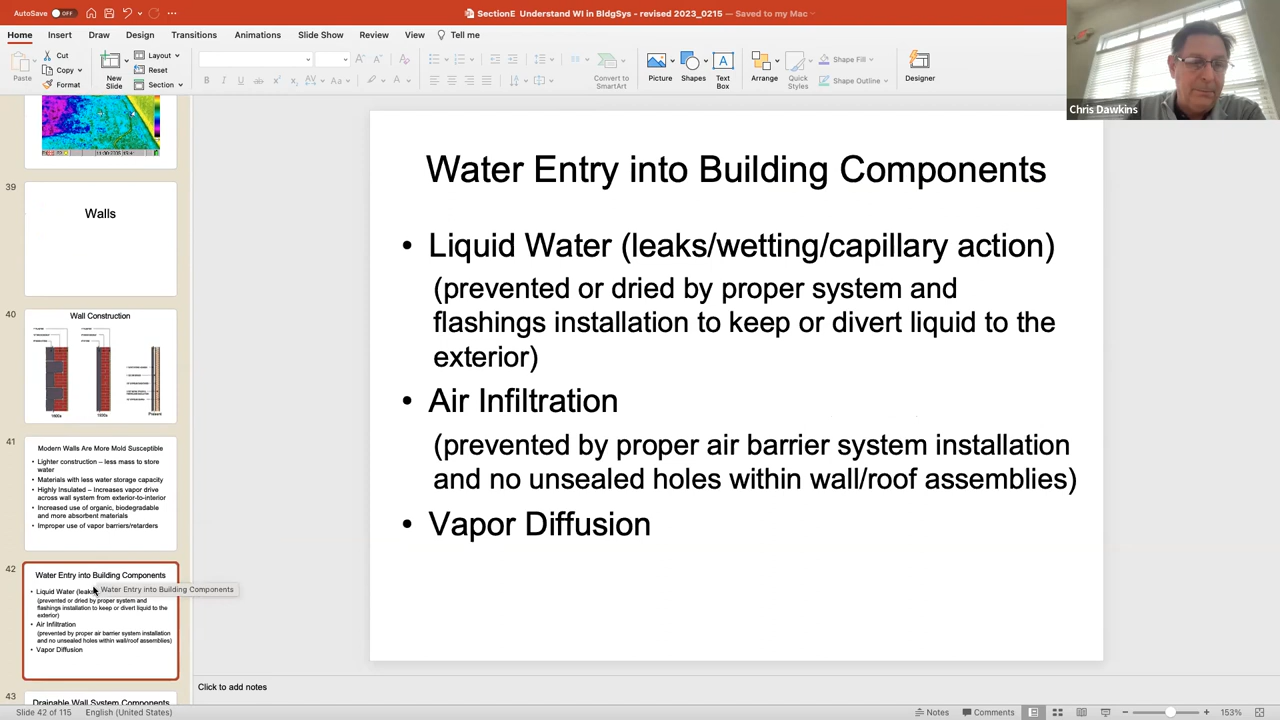 AutoSave OFF
SectionE Understand WI in BldgSys - revised 2023_0215 — Saved to my Mac
Home Insert Draw Design Transitions Animations Slide Show Review View Tell me
Paste
Cut
Copy
Format
New Slide
Layout
Reset
Section
Convert to SmartArt
Picture
Shapes
Text Box
Arrange
Quick Styles
Shape Fill
Shape Outline
Designer
Chris Dawkins
39
Walls
40
Wall Construction
Present
41
Modern Walls Are More Mold Susceptible
• Lighter construction – less mass to store
water
• Materials with less water storage capacity
• Highly Insulated – Increases vapor drive
across wall system from exterior-to-interior
• Increased use of organic, biodegradable
and more absorbent materials
• Improper use of vapor barriers/retarders
42
Water Entry into Building Components
• Liquid Water (leaks
Water Entry into Building Components
(prevented or dried by proper system and
flashings installation to keep or divert liquid to the
exterior)
• Air Infiltration
(prevented by proper air barrier system installation
and no unsealed holes within wall/roof assemblies)
• Vapor Diffusion
43
Drainable Wall System Components
Water Entry into Building Components
• Liquid Water (leaks/wetting/capillary action)
(prevented or dried by proper system and
flashings installation to keep or divert liquid to the
exterior)
• Air Infiltration
(prevented by proper air barrier system installation
and no unsealed holes within wall/roof assemblies)
• Vapor Diffusion
Click to add notes
Slide 42 of 115 English (United States) Notes Comments 153%